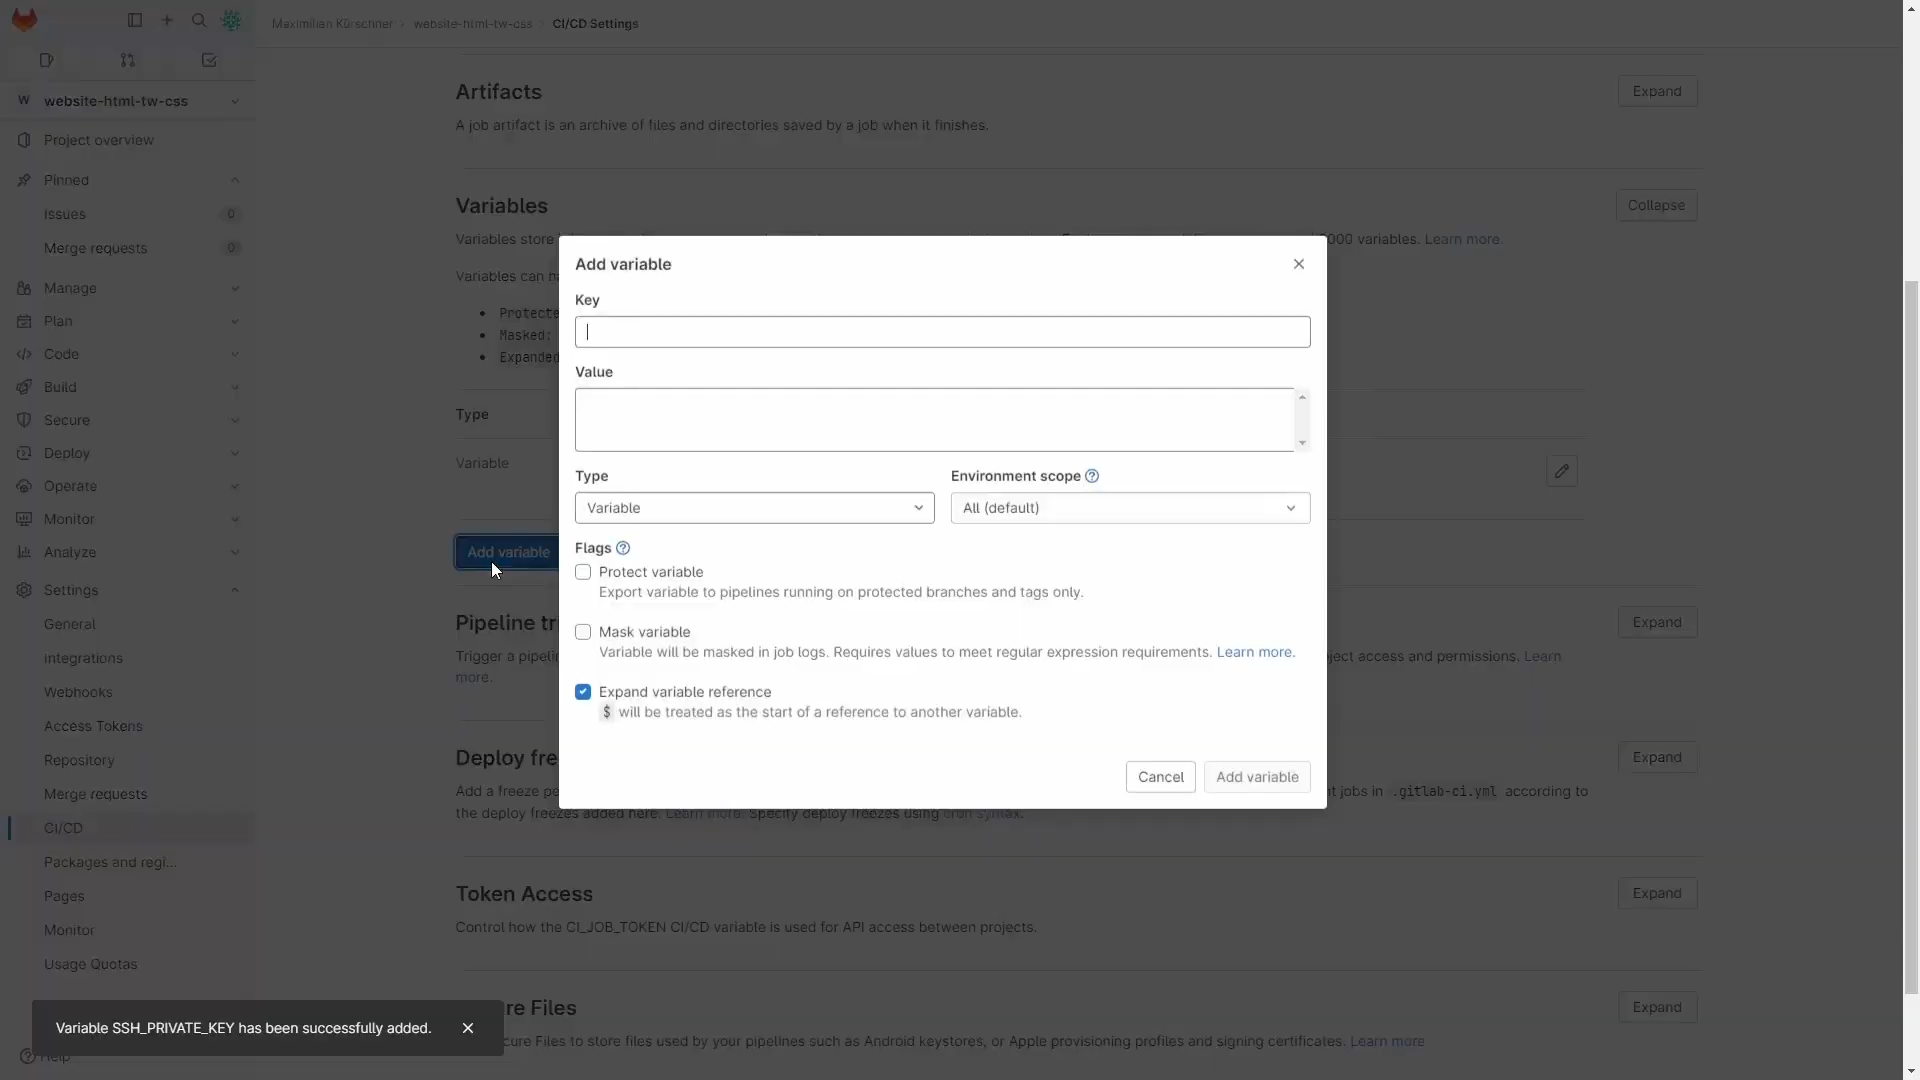 Maximilian Kürschner
website-html-tw-css
CI/CD Settings
W website-html-tw-css
Project overview
Pinned
Issues 0
Merge requests 0
Manage
Plan
Code
Build
Secure
Deploy
Operate
Monitor
Analyze
Settings
General
Integrations
Webhooks
Access Tokens
Repository
Merge requests
CI/CD
Packages and regi...
Pages
Monitor
Usage Quotas
Help
Artifacts
Expand
A job artifact is an archive of files and directories saved by a job when it finishes.
Variables
Collapse
Variables store
000 variables. Learn more.
Variables can
Protecte
Masked:
Expanded
Type
Variable
Add variable
Add variable
Key
Value
Type
Environment scope
Variable
All (default)
Flags
Protect variable
Export variable to pipelines running on protected branches and tags only.
Mask variable
Variable will be masked in job logs. Requires values to meet regular expression requirements. Learn more.
Expand variable reference
$ will be treated as the start of a reference to another variable.
Cancel
Add variable
Pipeline tr
Expand
Trigger a pipelin
ject access and permissions. Learn
more.
Deploy fre
Expand
Add a freeze pe
t jobs in .gitlab-ci.yml according to
the deploy freezes added here. Learn more. Specify deploy freezes using cron syntax.
Token Access
Expand
Control how the CI_JOB_TOKEN CI/CD variable is used for API access between projects.
re Files
Expand
cure Files to store files used by your pipelines such as Android keystores, or Apple provisioning profiles and signing certificates. Learn more
Variable SSH_PRIVATE_KEY has been successfully added.